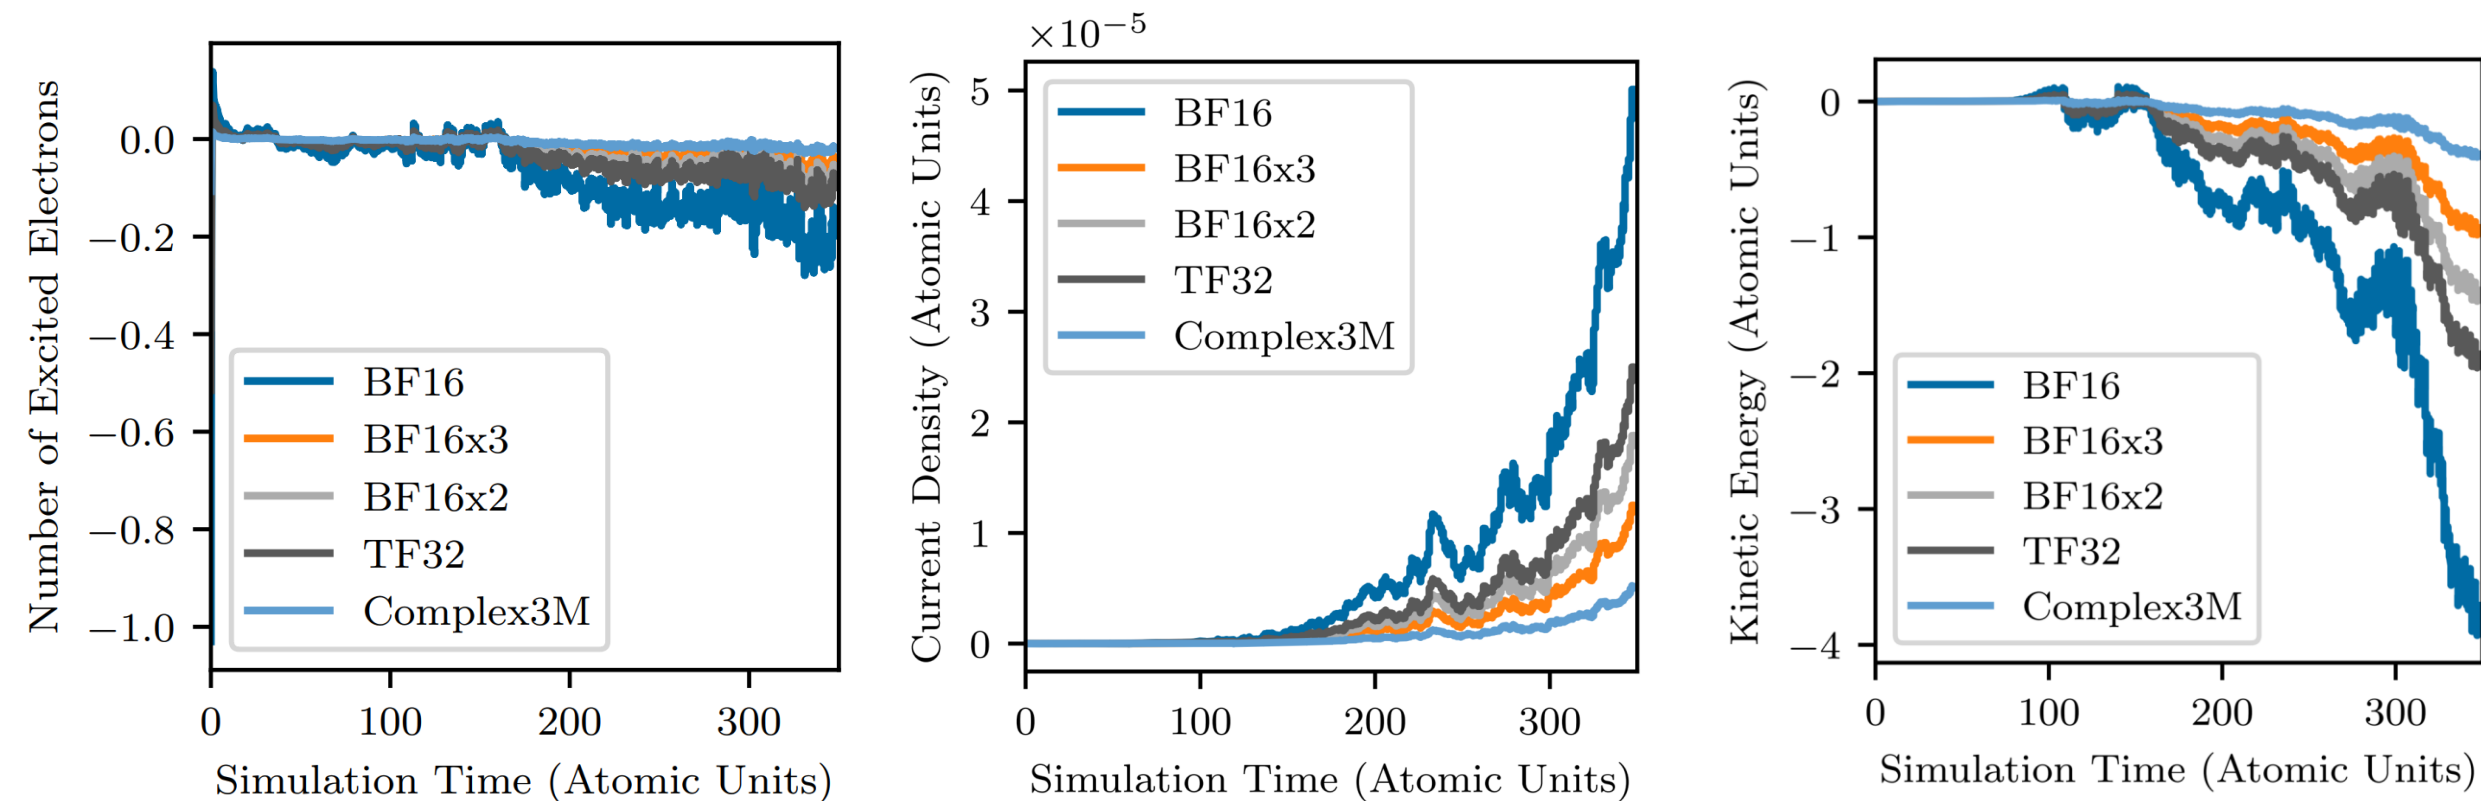 Number of Excited Electrons
0.0
−0.2
−0.4
−0.6
−0.8
−1.0
BF16
BF16x3
BF16x2
TF32
Complex3M
0 100 200 300
Simulation Time (Atomic Units)
×10−5
Current Density (Atomic Units)
5
4
3
2
1
0
BF16
BF16x3
BF16x2
TF32
Complex3M
0 100 200 300
Simulation Time (Atomic Units)
Kinetic Energy (Atomic Units)
0
−1
−2
−3
−4
BF16
BF16x3
BF16x2
TF32
Complex3M
0 100 200 300
Simulation Time (Atomic Units)